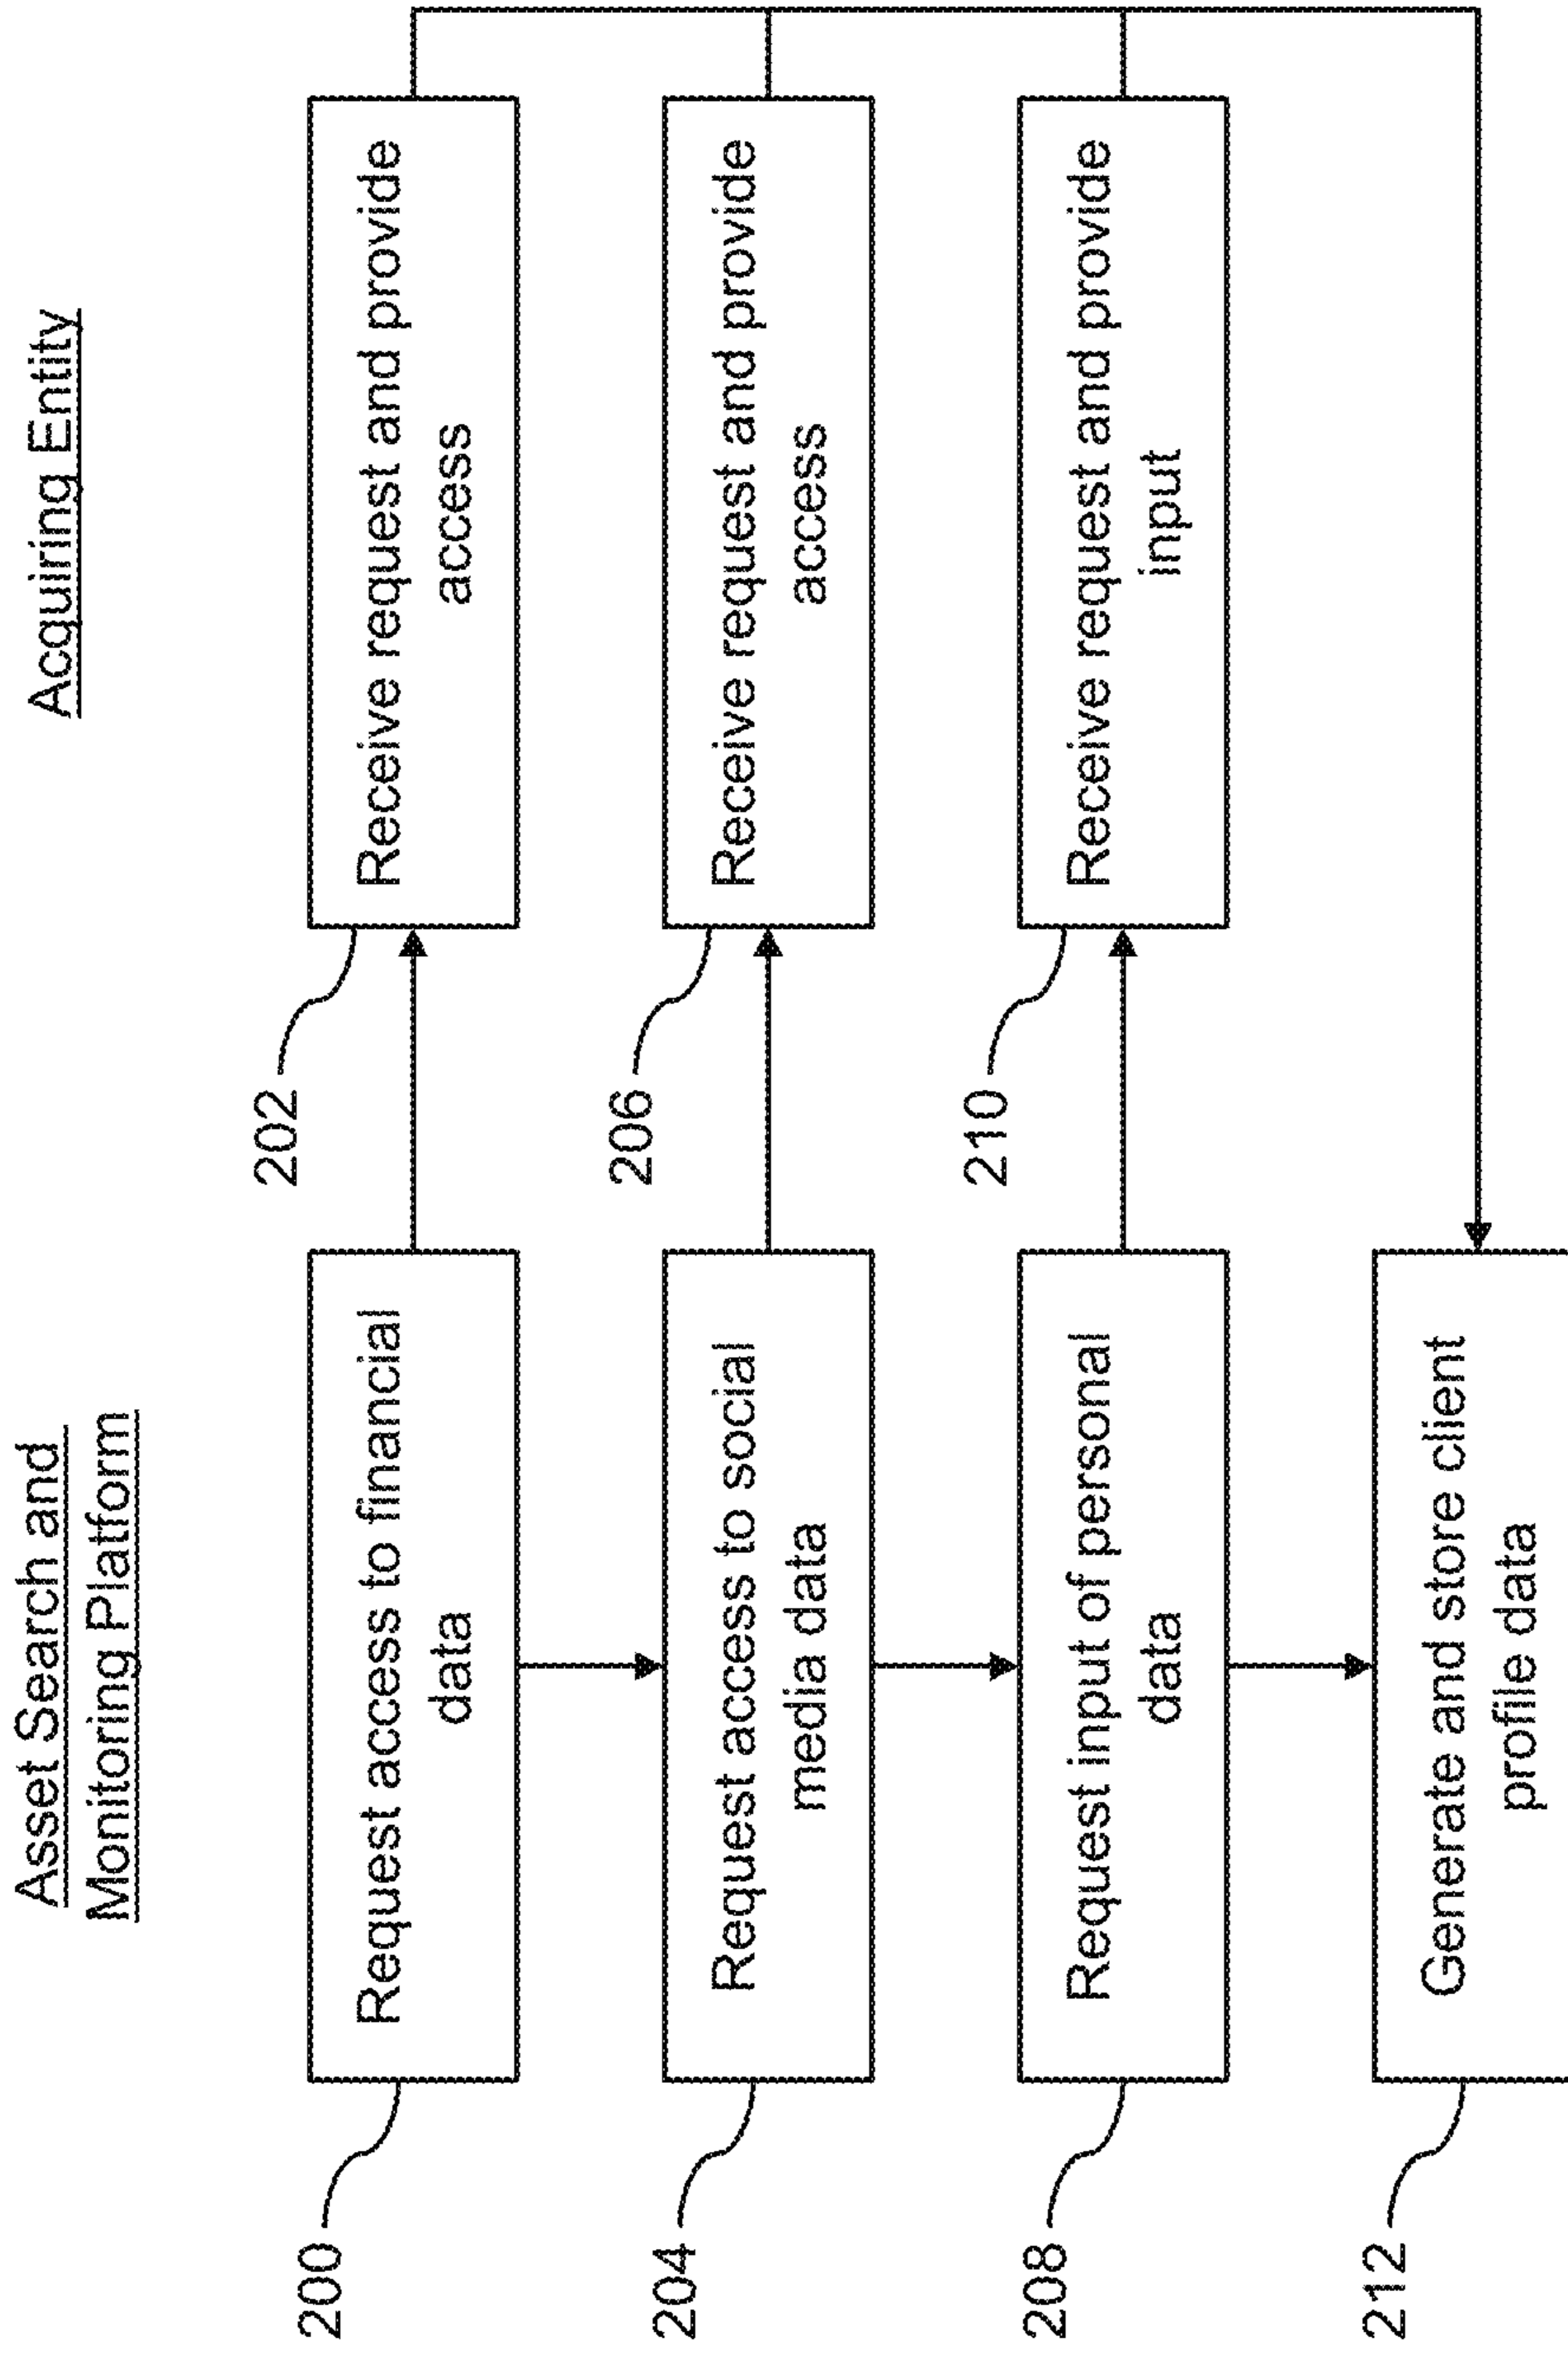 Asset Search and
Monitoring Platform
Acquiring Entity
200
Request access to financial
data
202
Receive request and provide
access
204
Request access to social
media data
206
Receive request and provide
access
208
Request input of personal
data
210
Receive request and provide
input
212
Generate and store client
profile data